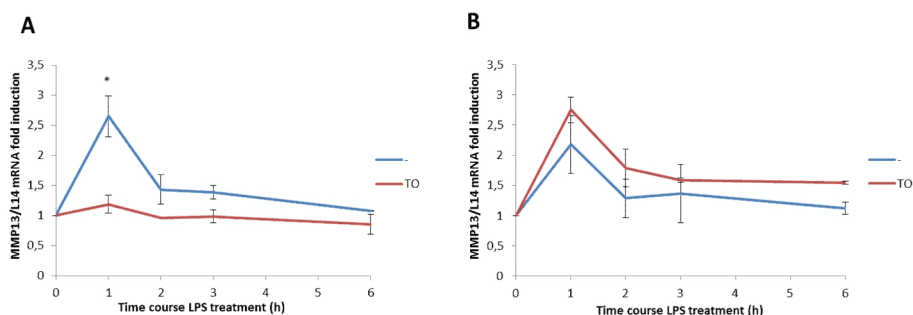 A
MMP13/L14 mRNA fold induction
3,5
3
2,5
2
1,5
1
0,5
0
*
0 1 2 3 4 5 6
Time course LPS treatment (h)
-
TO
B
MMP13/L14 mRNA fold induction
3,5
3
2,5
2
1,5
1
0,5
0
0 1 2 3 4 5 6
Time course LPS treatment (h)
-
TO